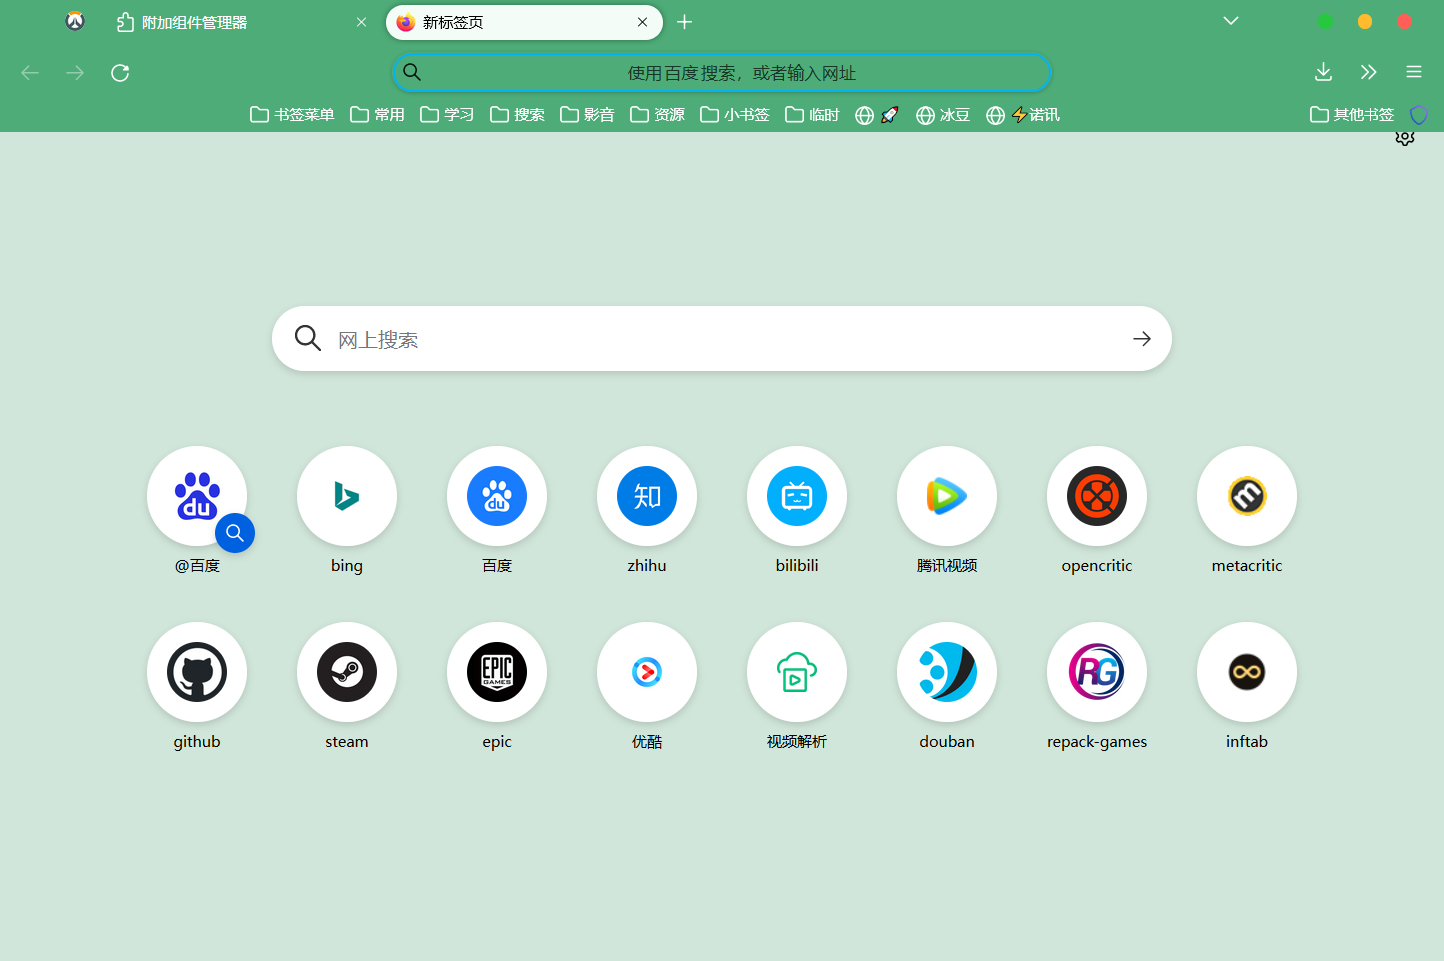 附加组件管理器
新标签页
使用百度搜索，或者输入网址
书签菜单 常用 学习 搜索 影音 资源 小书签 临时 🚀 冰豆 ⚡诺讯 其他书签
网上搜索
du du 知
@百度 bing 百度 zhihu bilibili 腾讯视频 opencritic metacritic
EPIC GAMES RG
github steam epic 优酷 视频解析 douban repack-games inftab